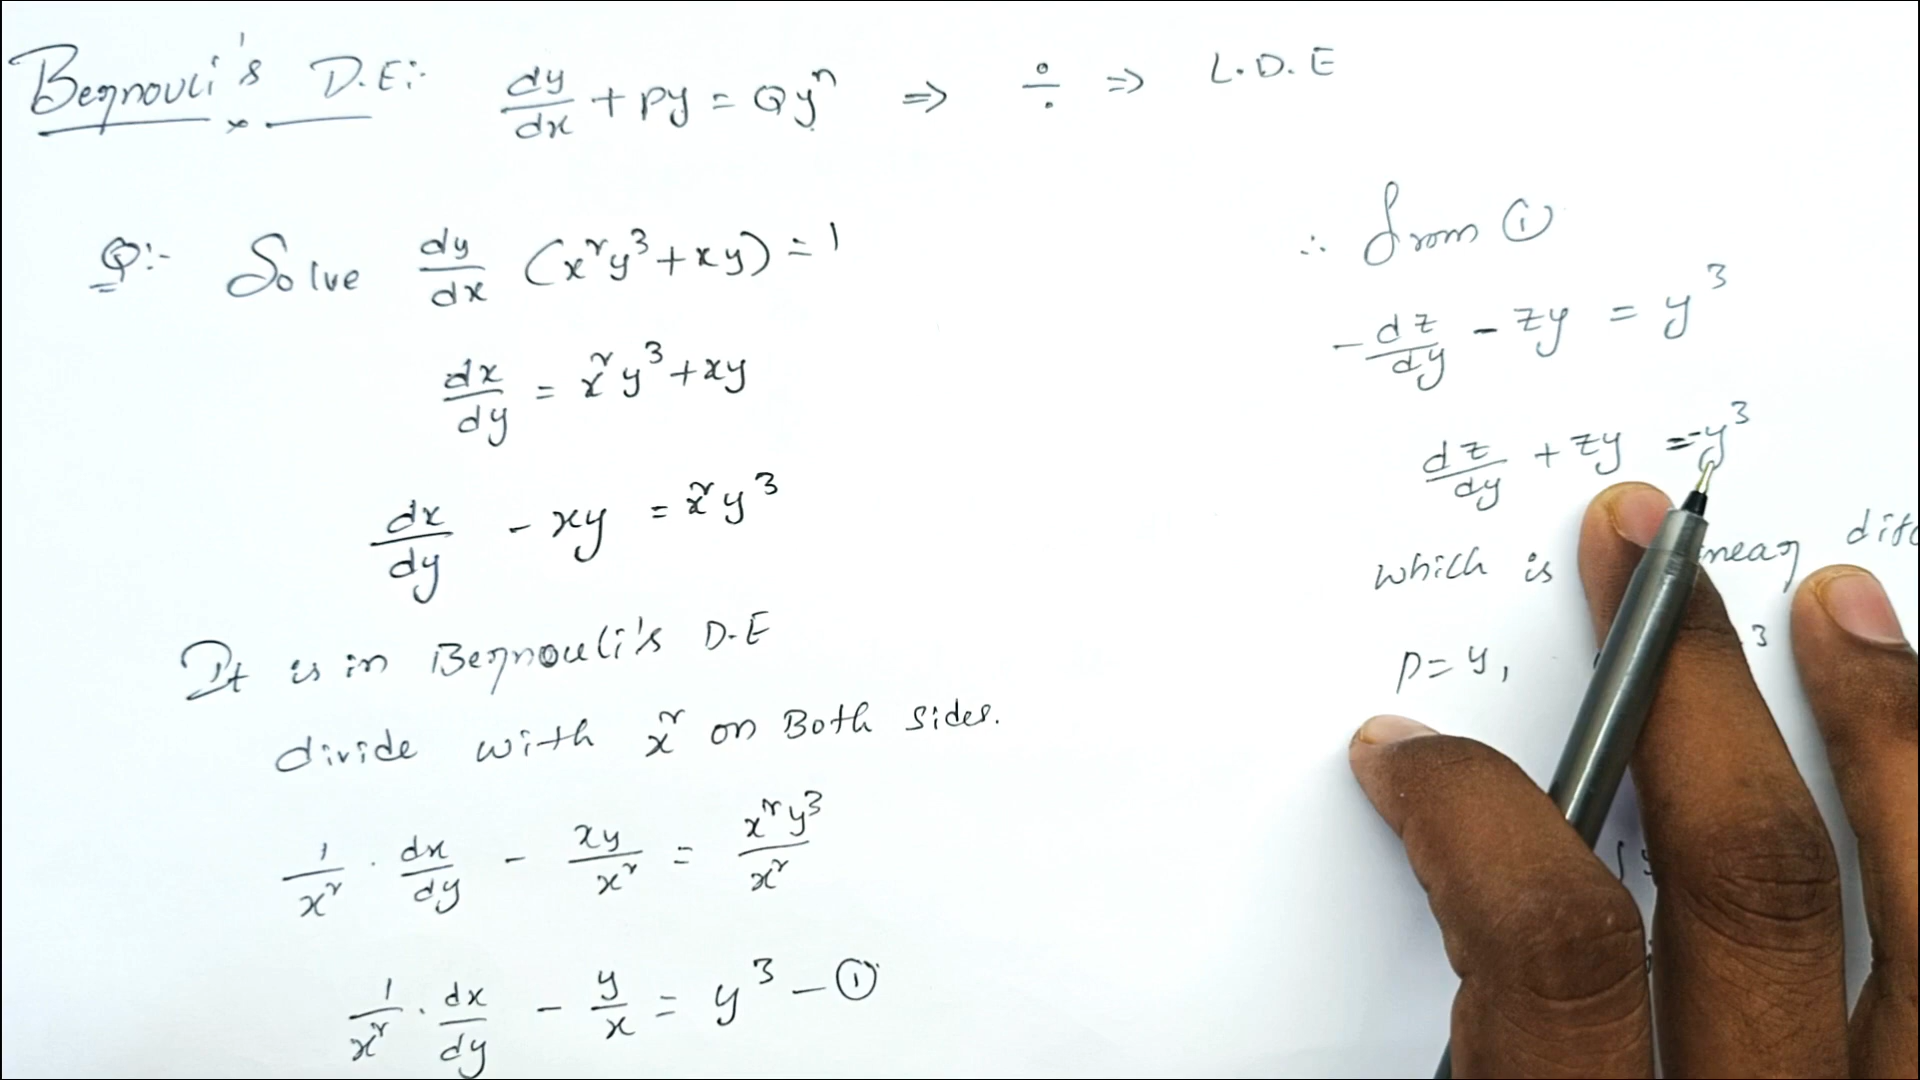 Bernouli's D.E:- dy/dx + py = Qyⁿ ⇒ ÷ ⇒ L.D.E
Q:- Solve dy/dx (x²y³+xy) = 1
dx/dy = x²y³+xy
dx/dy - xy = x²y³
It is in Bernouli's D.E
divide with x² on Both sides.
1/x² . dx/dy - xy/x² = x²y³/x²
1/x² . dx/dy - y/x = y³ - ①
∴ from ①
-dz/dy - zy = y³
dz/dy + zy = -y³
which is
p = y,